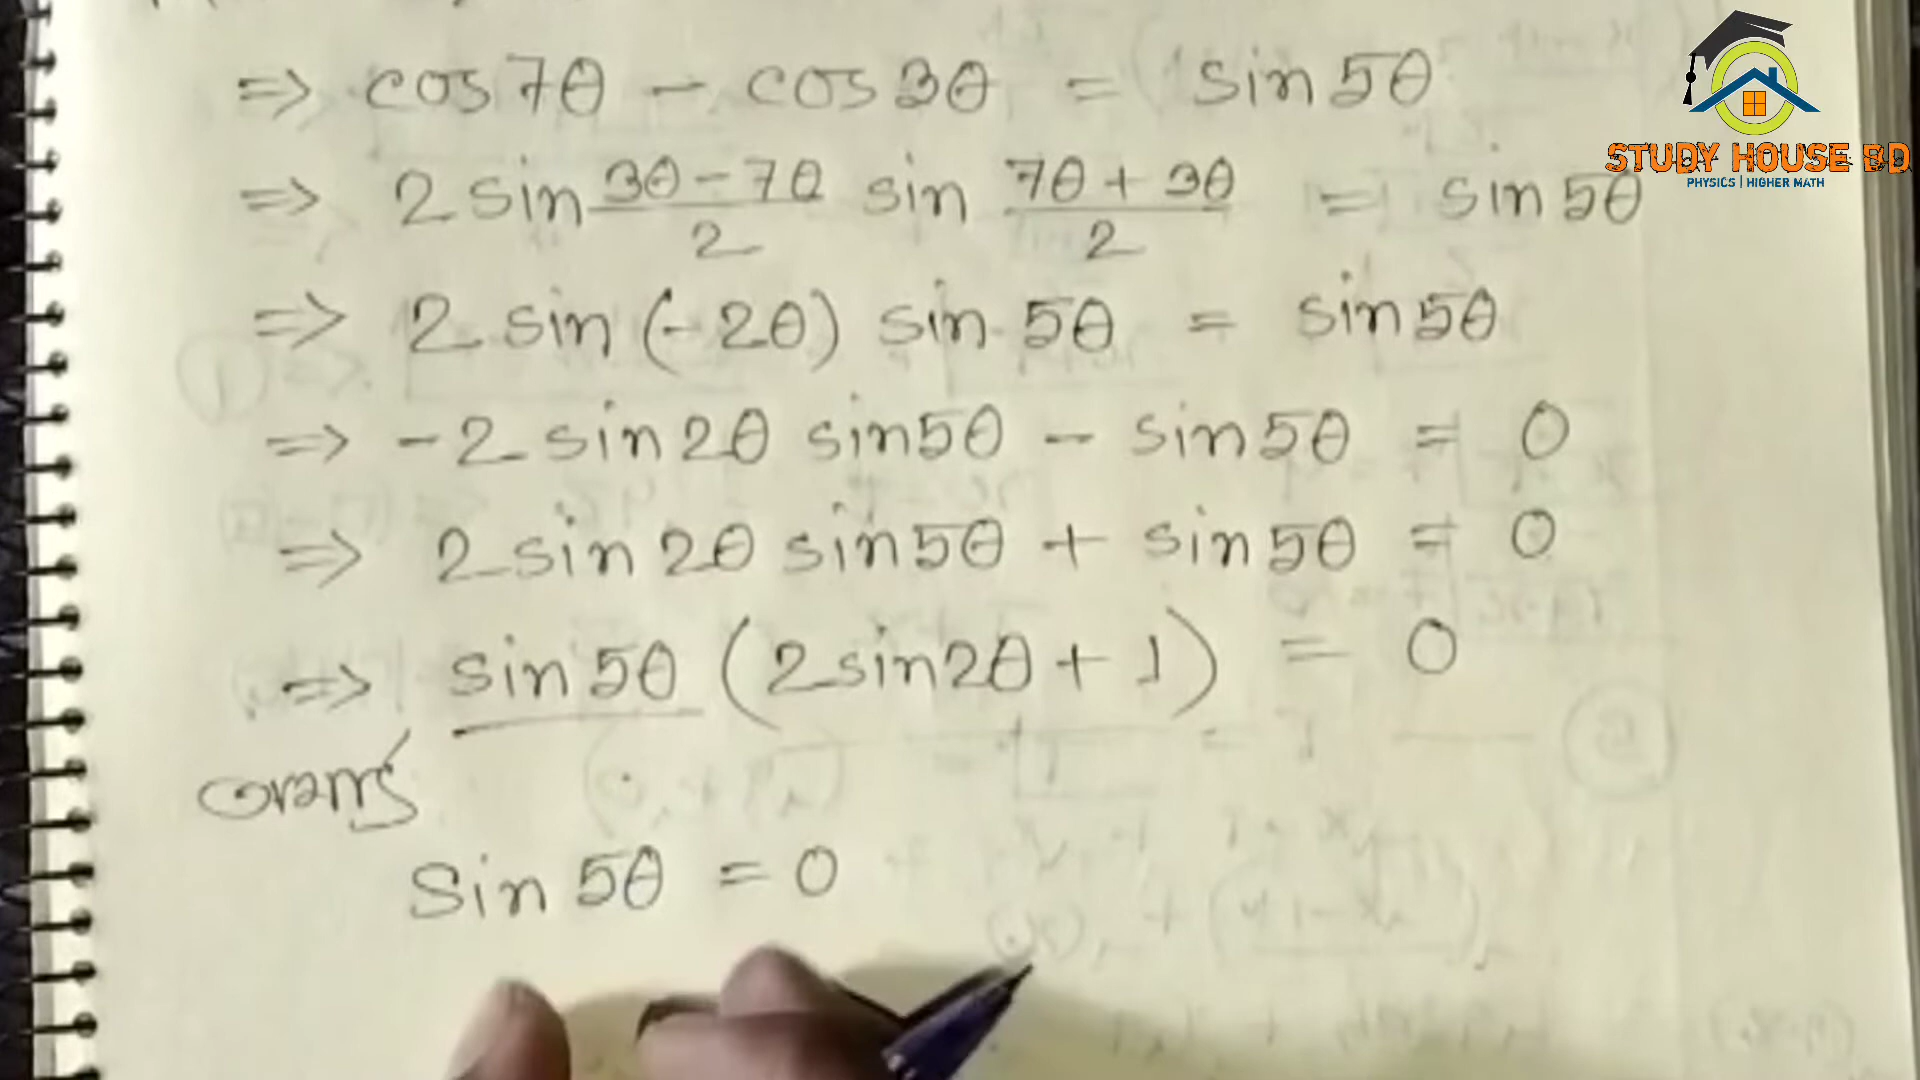 ⇒ cos 7θ − cos 3θ = sin 5θ
⇒ 2 sin (3θ − 7θ)/2 sin (7θ + 3θ)/2 = sin 5θ
⇒ 2 sin (−2θ) sin 5θ = sin 5θ
⇒ −2 sin 2θ sin 5θ − sin 5θ = 0
⇒ 2 sin 2θ sin 5θ + sin 5θ = 0
⇒ sin 5θ (2 sin 2θ + 1) = 0
sin 5θ = 0
STUDY HOUSE BD
PHYSICS | HIGHER MATH